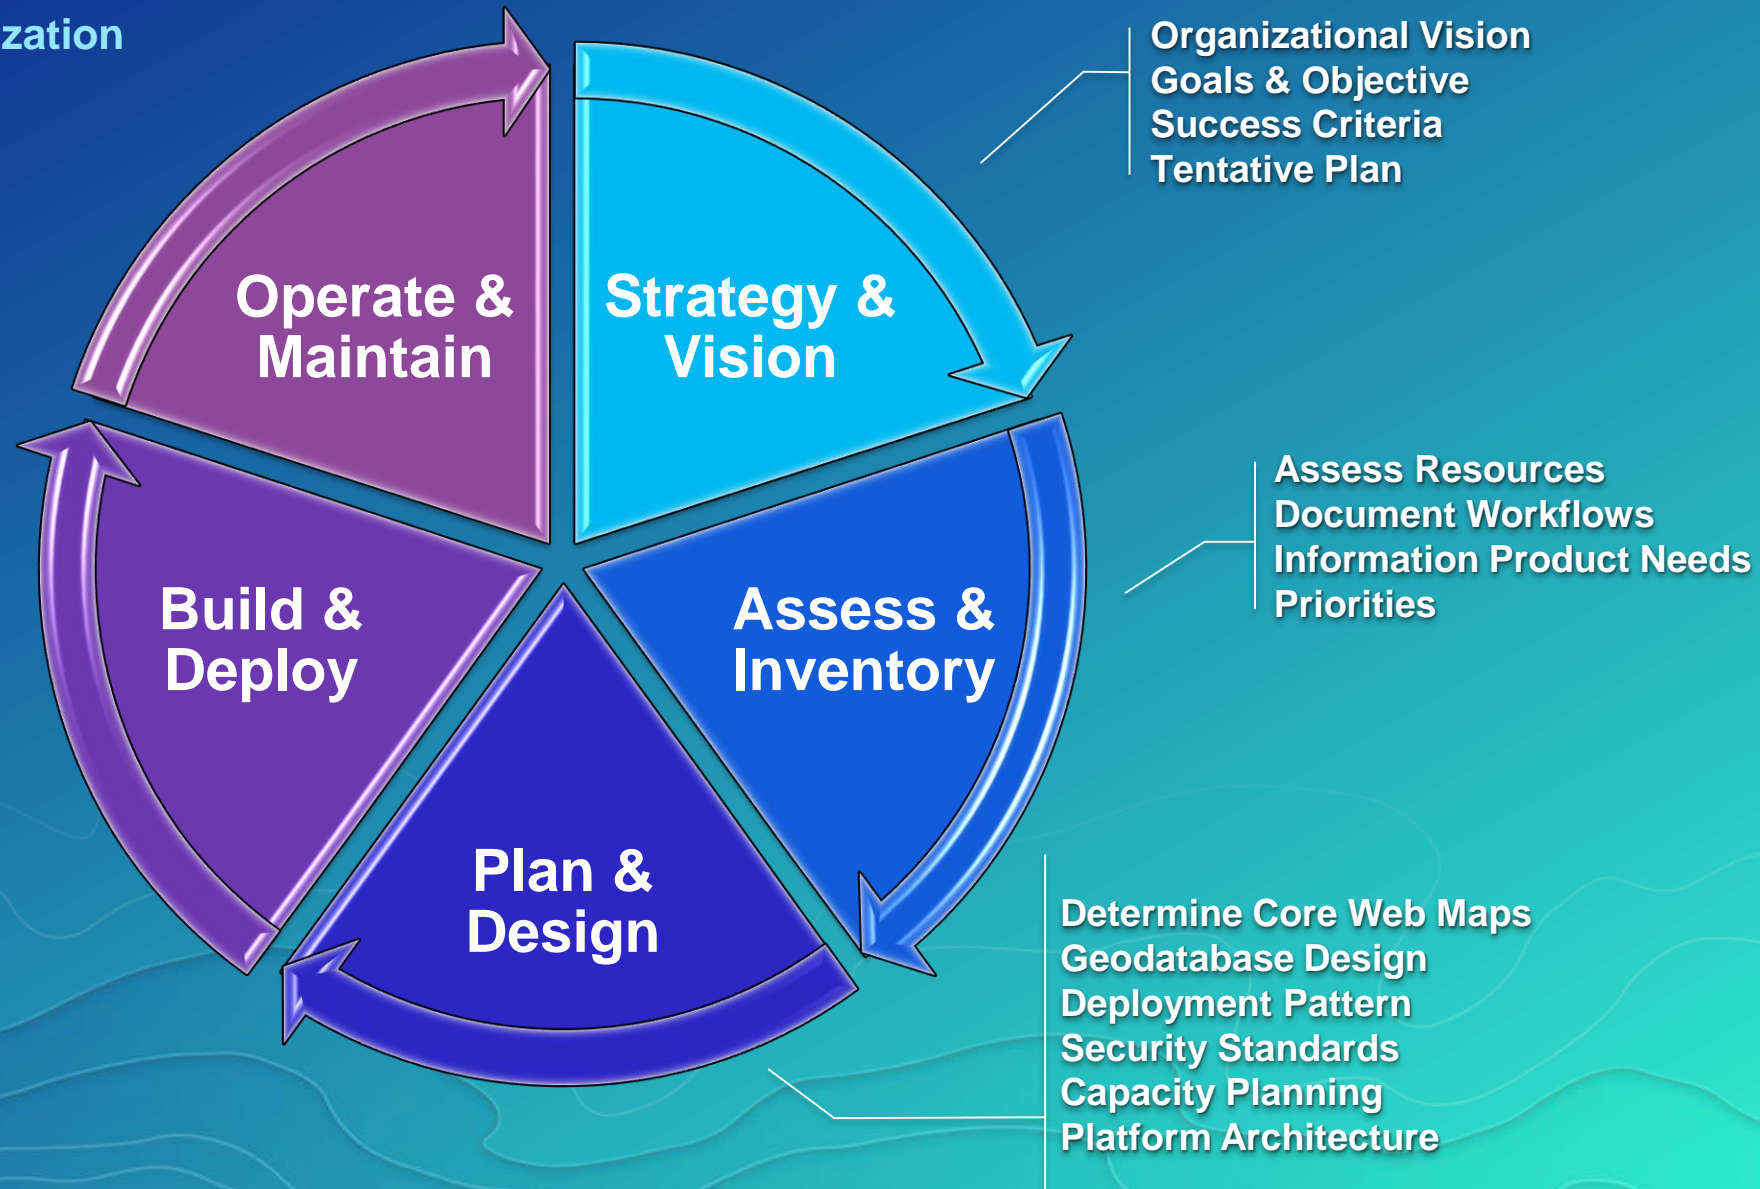 zation
Organizational Vision
Goals & Objective
Success Criteria
Tentative Plan
Operate &
Maintain
Strategy &
Vision
Assess Resources
Document Workflows
Information Product Needs
Priorities
Build &
Deploy
Assess &
Inventory
Plan &
Design
Determine Core Web Maps
Geodatabase Design
Deployment Pattern
Security Standards
Capacity Planning
Platform Architecture